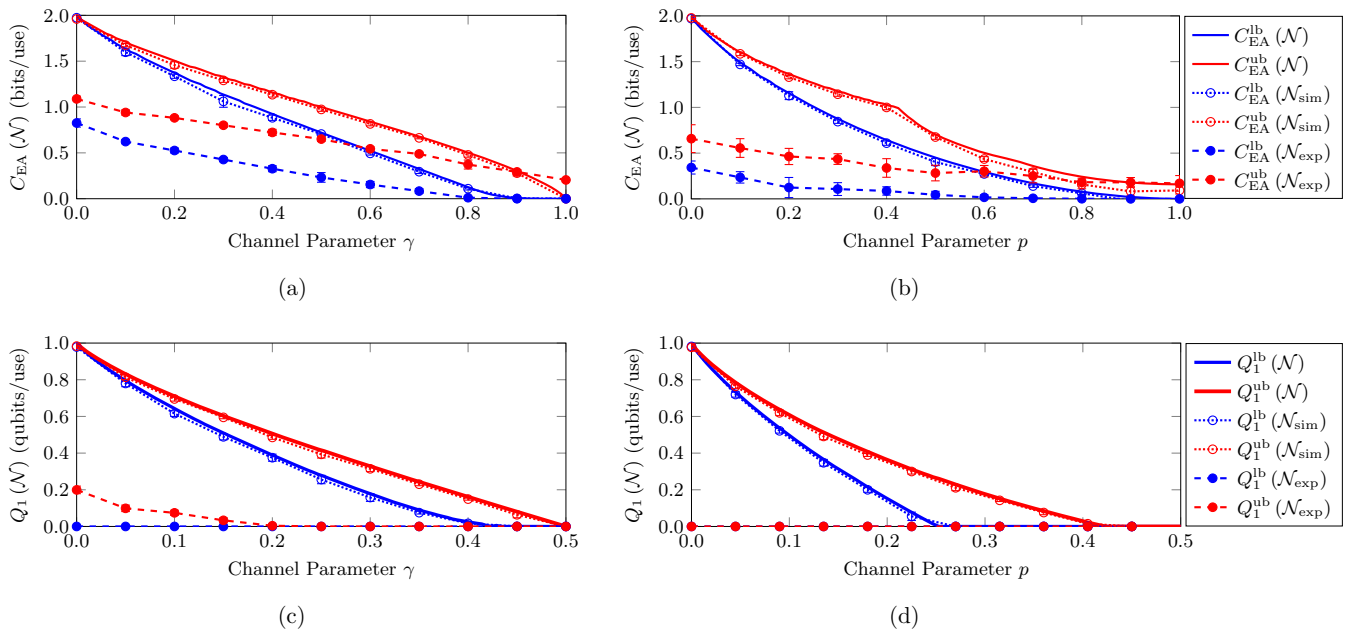 2.0
1.5
1.0
0.5
0.0
C_EA (N) (bits/use)
0.0 0.2 0.4 0.6 0.8 1.0
Channel Parameter γ
(a)
2.0
1.5
1.0
0.5
0.0
C_EA (N) (bits/use)
0.0 0.2 0.4 0.6 0.8 1.0
Channel Parameter p
(b)
C_EA^lb (N)
C_EA^ub (N)
C_EA^lb (N_sim)
C_EA^ub (N_sim)
C_EA^lb (N_exp)
C_EA^ub (N_exp)
1.0
0.8
0.6
0.4
0.2
0.0
Q_1 (N) (qubits/use)
0.0 0.1 0.2 0.3 0.4 0.5
Channel Parameter γ
(c)
1.0
0.8
0.6
0.4
0.2
0.0
Q_1 (N) (qubits/use)
0.0 0.1 0.2 0.3 0.4 0.5
Channel Parameter p
(d)
Q_1^lb (N)
Q_1^ub (N)
Q_1^lb (N_sim)
Q_1^ub (N_sim)
Q_1^lb (N_exp)
Q_1^ub (N_exp)